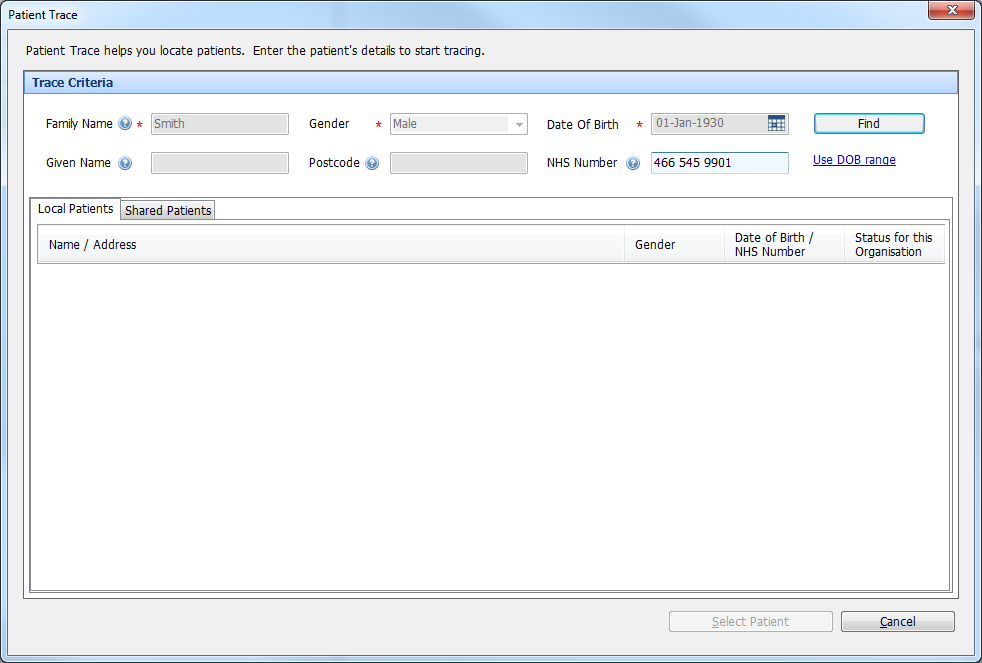 Patient Trace
Patient Trace helps you locate patients.  Enter the patient's details to start tracing.
Trace Criteria
Family Name ? * Smith Gender * Male Date Of Birth * 01-Jan-1930 Find
Given Name ? Postcode ? NHS Number ? 466 545 9901 Use DOB range
Local Patients Shared Patients
Name / Address Gender Date of Birth / Status for this
NHS Number Organisation
Select Patient Cancel